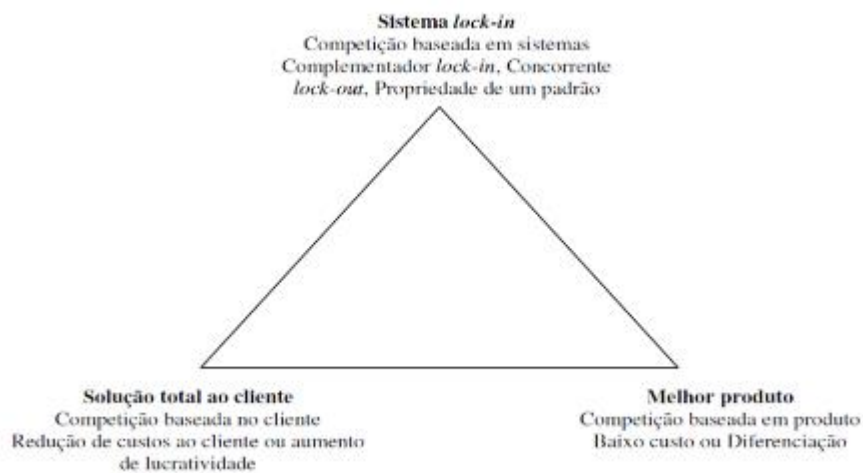 Sistema lock-in
Competição baseada em sistemas
Complementador lock-in, Concorrente
lock-out, Propriedade de um padrão
Solução total ao cliente
Competição baseada no cliente
Redução de custos ao cliente ou aumento
de lucratividade
Melhor produto
Competição baseada em produto
Baixo custo ou Diferenciação